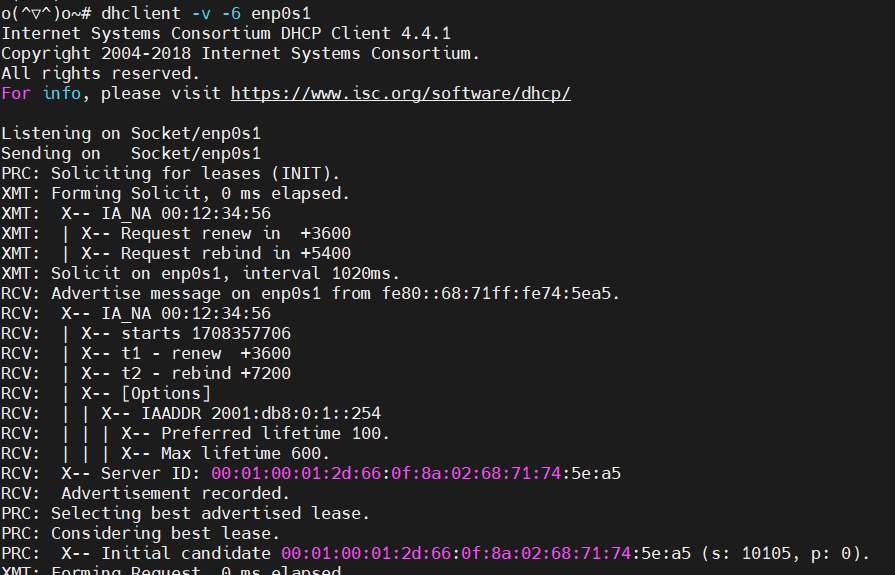 o(^▽^)o~# dhclient -v -6 enp0s1
Internet Systems Consortium DHCP Client 4.4.1
Copyright 2004-2018 Internet Systems Consortium.
All rights reserved.
For info, please visit https://www.isc.org/software/dhcp/
Listening on Socket/enp0s1
Sending on   Socket/enp0s1
PRC: Soliciting for leases (INIT).
XMT: Forming Solicit, 0 ms elapsed.
XMT:  X-- IA_NA 00:12:34:56
XMT:  | X-- Request renew in  +3600
XMT:  | X-- Request rebind in +5400
XMT: Solicit on enp0s1, interval 1020ms.
RCV: Advertise message on enp0s1 from fe80::68:71ff:fe74:5ea5.
RCV:  X-- IA_NA 00:12:34:56
RCV:  | X-- starts 1708357706
RCV:  | X-- t1 - renew  +3600
RCV:  | X-- t2 - rebind +7200
RCV:  | X-- [Options]
RCV:  | | X-- IAADDR 2001:db8:0:1::254
RCV:  | | | X-- Preferred lifetime 100.
RCV:  | | | X-- Max lifetime 600.
RCV:  X-- Server ID: 00:01:00:01:2d:66:0f:8a:02:68:71:74:5e:a5
RCV:  Advertisement recorded.
PRC: Selecting best advertised lease.
PRC: Considering best lease.
PRC:  X-- Initial candidate 00:01:00:01:2d:66:0f:8a:02:68:71:74:5e:a5 (s: 10105, p: 0).
XMT: Forming Request, 0 ms elapsed.